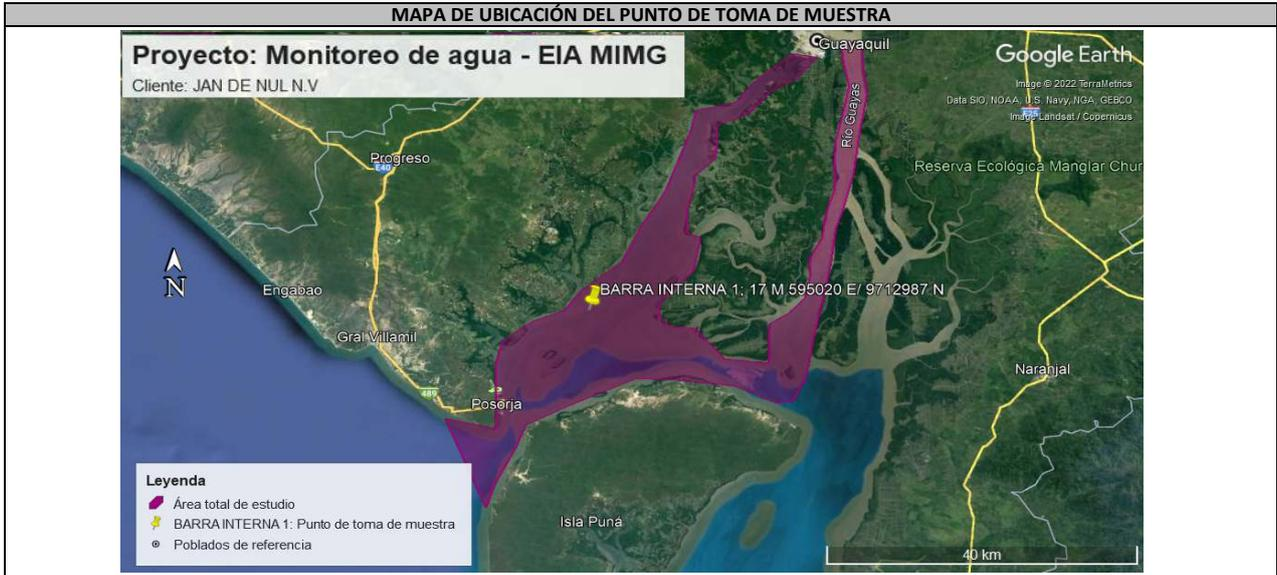 MAPA DE UBICACIÓN DEL PUNTO DE TOMA DE MUESTRA
Proyecto: Monitoreo de agua - EIA MIMG
Cliente: JAN DE NUL N.V
Guayaquil
Google Earth
Image © 2022 TerraMetrics
Data SIO, NOAA, U.S. Navy, NGA, GEBCO
Image Landsat / Copernicus
E25
Río Guayas
Progreso
E40
Reserva Ecológica Manglar Chur
N
Engabao
BARRA INTERNA 1; 17 M 595020 E/ 9712987 N
Gral Villamil
Naranjal
489
Posorja
Leyenda
Área total de estudio
BARRA INTERNA 1: Punto de toma de muestra
Poblados de referencia
Isla Puná
40 km